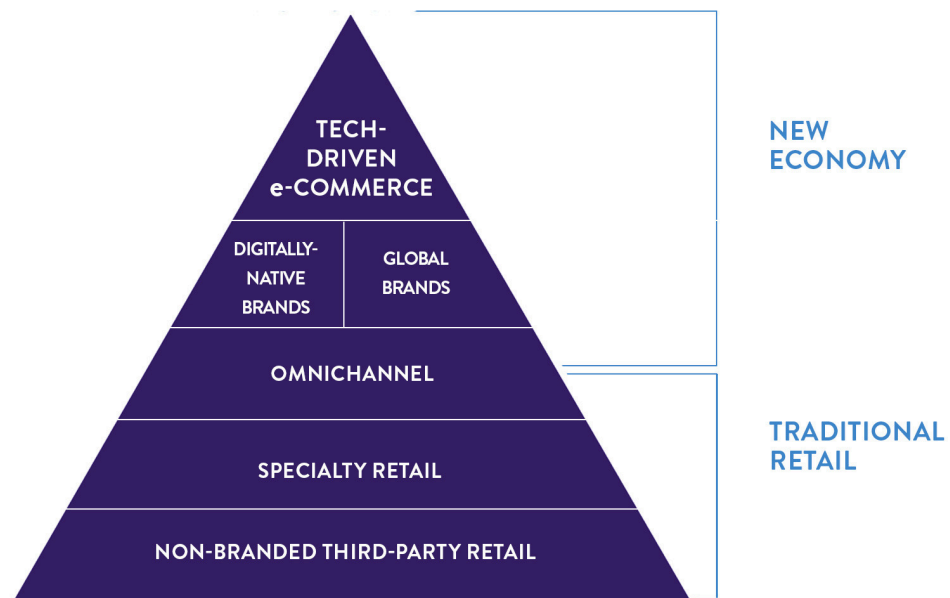 TECH-
DRIVEN
e-COMMERCE
NEW
ECONOMY
DIGITALLY-
NATIVE
BRANDS
GLOBAL
BRANDS
OMNICHANNEL
TRADITIONAL
RETAIL
SPECIALTY RETAIL
NON-BRANDED THIRD-PARTY RETAIL